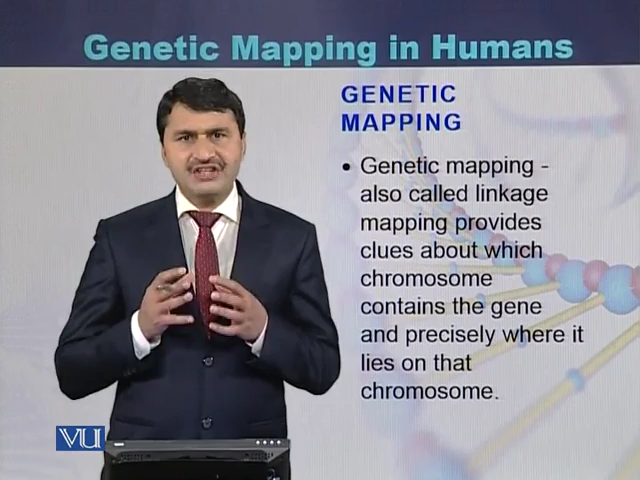 Genetic Mapping in Humans
GENETIC
MAPPING
• Genetic mapping -
also called linkage
mapping provides
clues about which
chromosome
contains the gene
and precisely where it
lies on that
chromosome.
VU